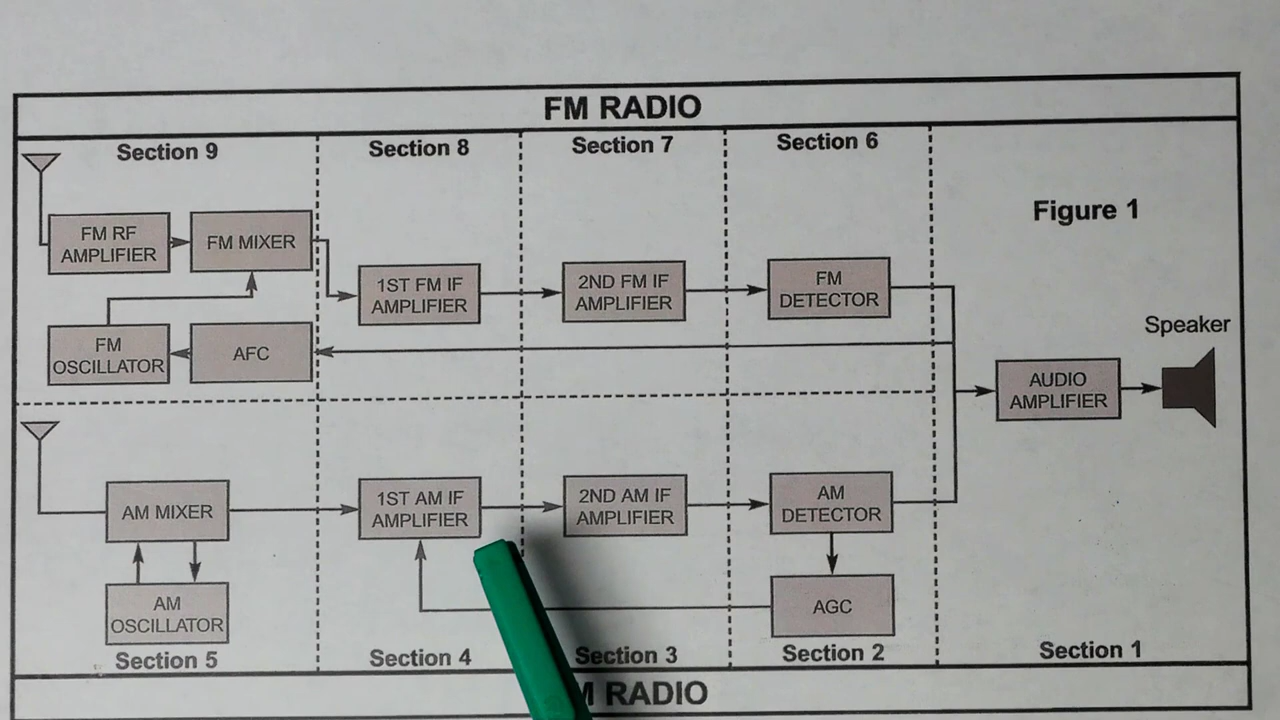 FM RADIO
Section 9
Section 8
Section 7
Section 6
Figure 1
FM RF
AMPLIFIER
FM MIXER
1ST FM IF
AMPLIFIER
2ND FM IF
AMPLIFIER
FM
DETECTOR
FM
OSCILLATOR
AFC
Speaker
AUDIO
AMPLIFIER
AM MIXER
1ST AM IF
AMPLIFIER
2ND AM IF
AMPLIFIER
AM
DETECTOR
AM
OSCILLATOR
AGC
Section 5
Section 4
Section 3
Section 2
Section 1
M RADIO